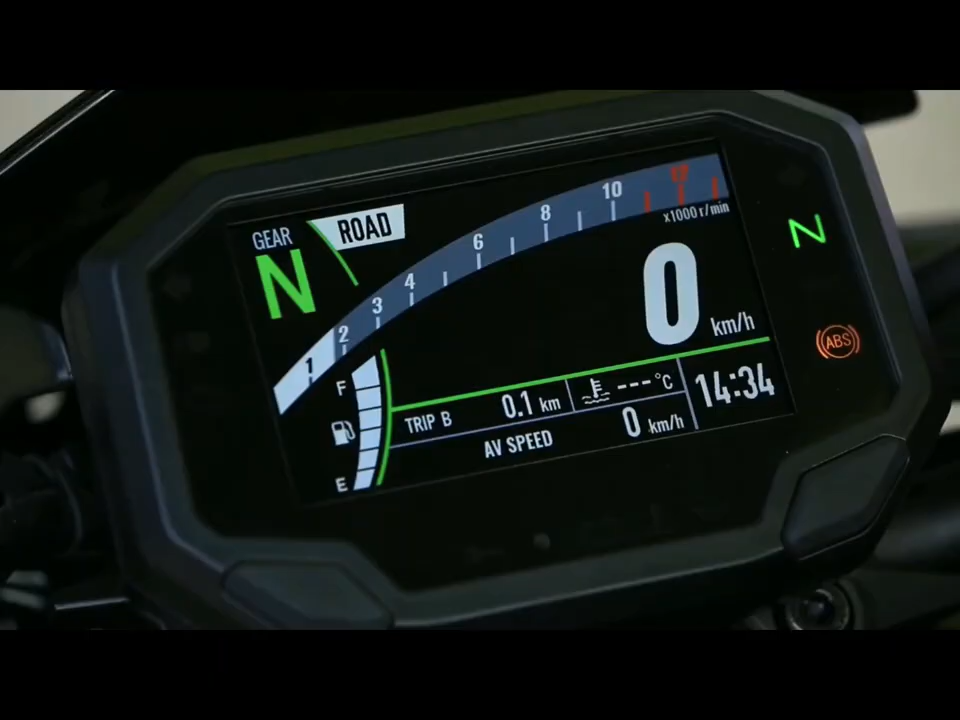 GEAR
ROAD
N
1 2 3 4 6 8 10 12
x1000 r/min
N
0 km/h
ABS
F
E
TRIP B 0.1 km
---°C
14:34
AV SPEED 0 km/h